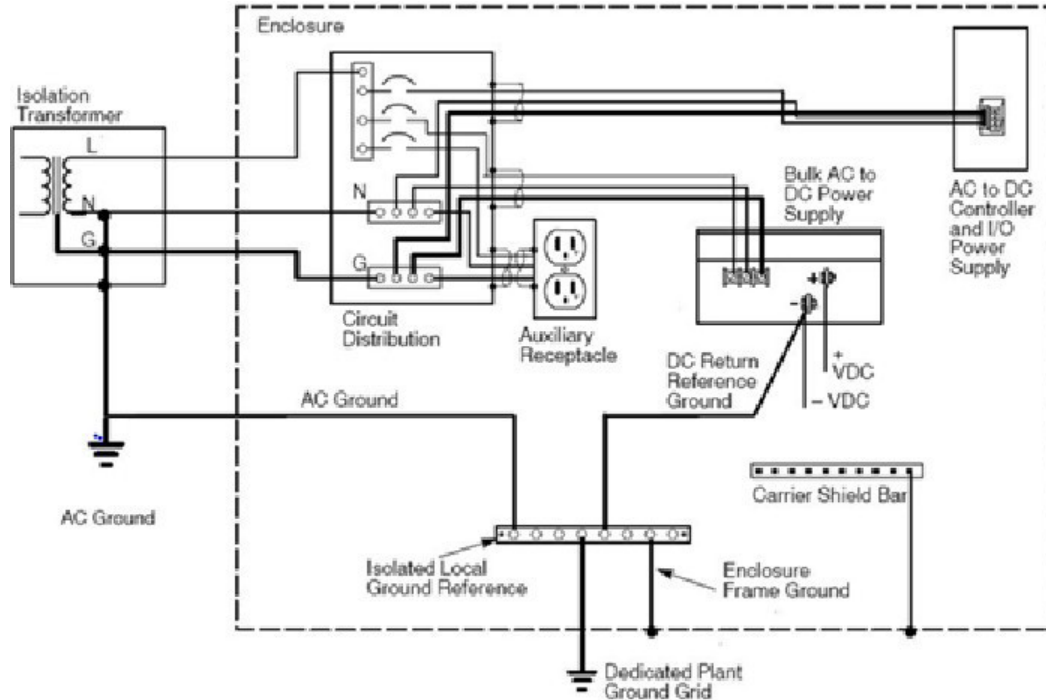 Enclosure
Isolation
Transformer
L
N
G
N
G
Circuit
Distribution
Auxiliary
Receptacle
Bulk AC to
DC Power
Supply
AC to DC
Controller
and I/O
Power
Supply
+
-
DC Return
Reference
Ground
+
VDC
– VDC
AC Ground
AC Ground
Carrier Shield Bar
Isolated Local
Ground Reference
Enclosure
Frame Ground
Dedicated Plant
Ground Grid